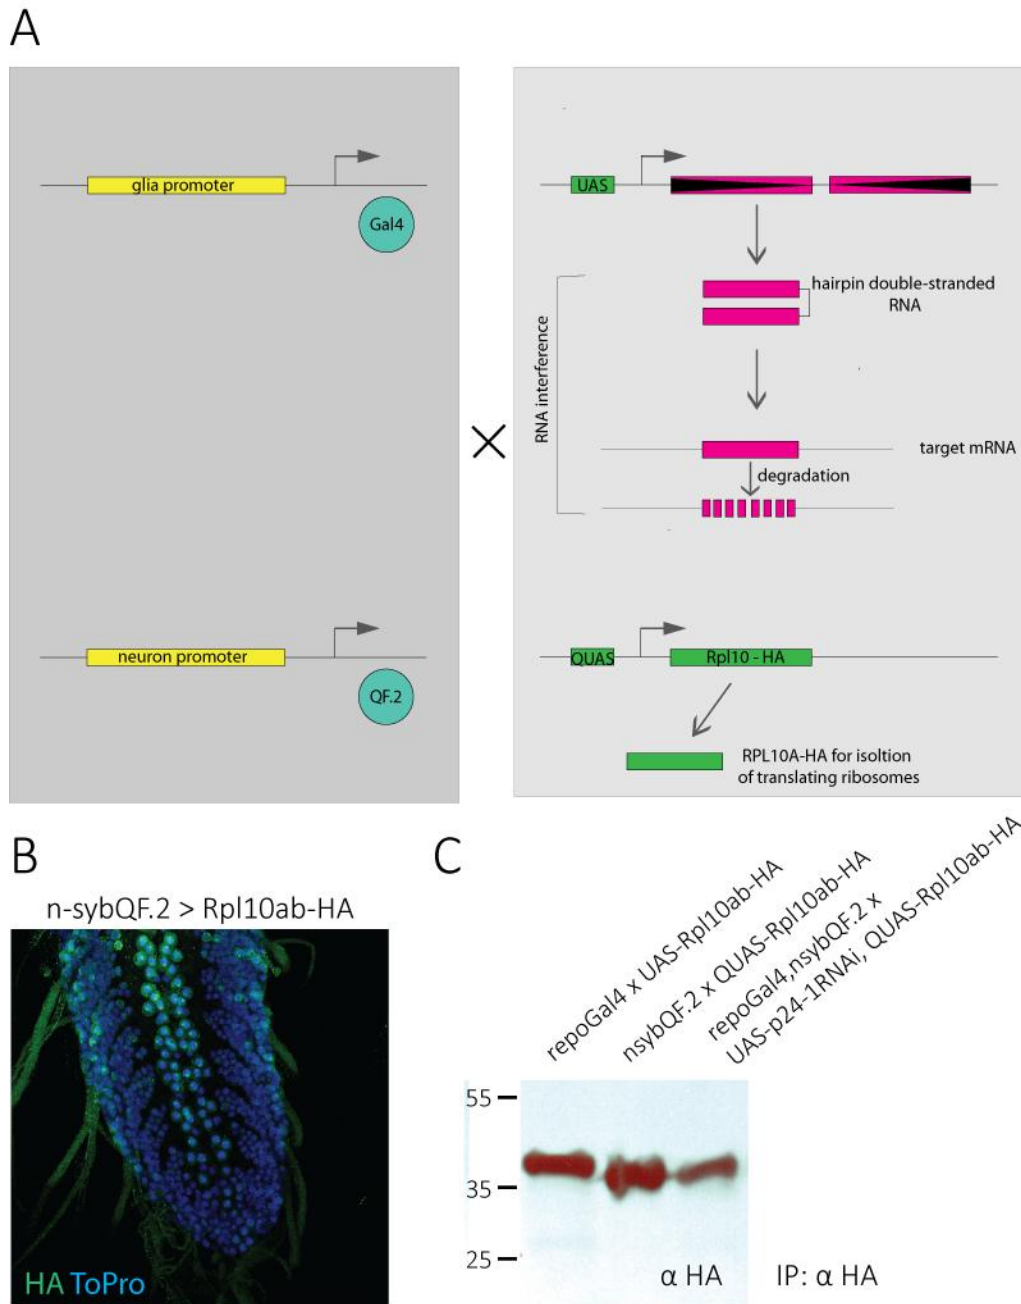 A
glia promoter
Gal4
UAS
hairpin double-stranded
RNA
RNA interference
target mRNA
degradation
×
neuron promoter
QF.2
QUAS
Rpl10 - HA
RPL10A-HA for isoltion
of translating ribosomes
B
n-sybQF.2 > Rpl10ab-HA
HA ToPro
C
repoGal4 x UAS-Rpl10ab-HA
nsybQF.2 x QUAS-Rpl10ab-HA
repoGal4,nsybQF.2 x
UAS-p24-1RNAi, QUAS-Rpl10ab-HA
55
35
25
α HA
IP: α HA